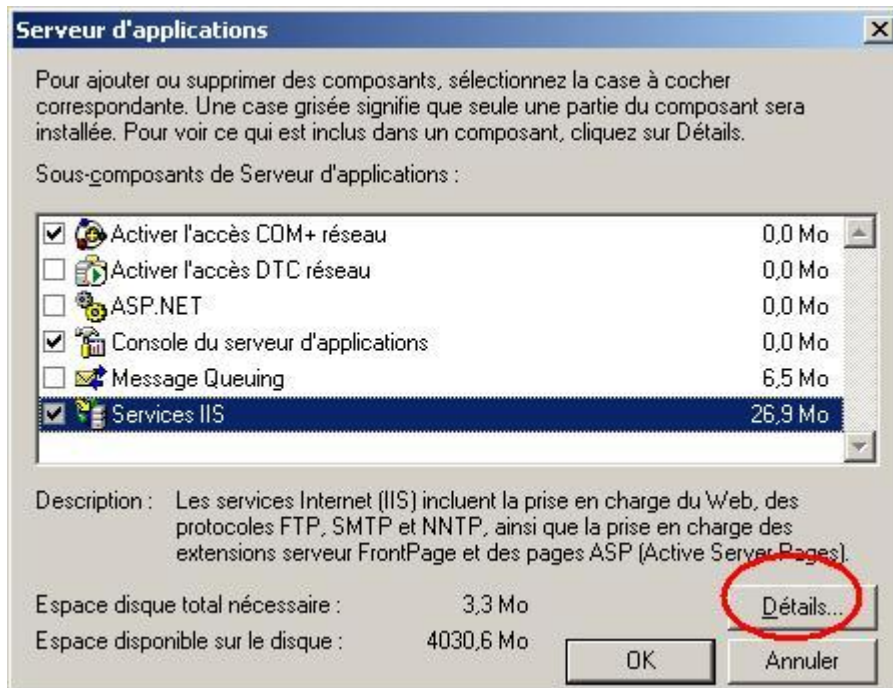 Serveur d'applications
Pour ajouter ou supprimer des composants, sélectionnez la case à cocher
correspondante. Une case grisée signifie que seule une partie du composant sera
installée. Pour voir ce qui est inclus dans un composant, cliquez sur Détails.
Sous-composants de Serveur d'applications :
Activer l'accès COM+ réseau 0,0 Mo
Activer l'accès DTC réseau 0,0 Mo
ASP.NET 0,0 Mo
Console du serveur d'applications 0,0 Mo
Message Queuing 6,5 Mo
Services IIS 26,9 Mo
Description : Les services Internet (IIS) incluent la prise en charge du Web, des
protocoles FTP, SMTP et NNTP, ainsi que la prise en charge des
extensions serveur FrontPage et des pages ASP (Active Server Pages).
Espace disque total nécessaire : 3,3 Mo
Détails...
Espace disponible sur le disque : 4030,6 Mo
OK Annuler